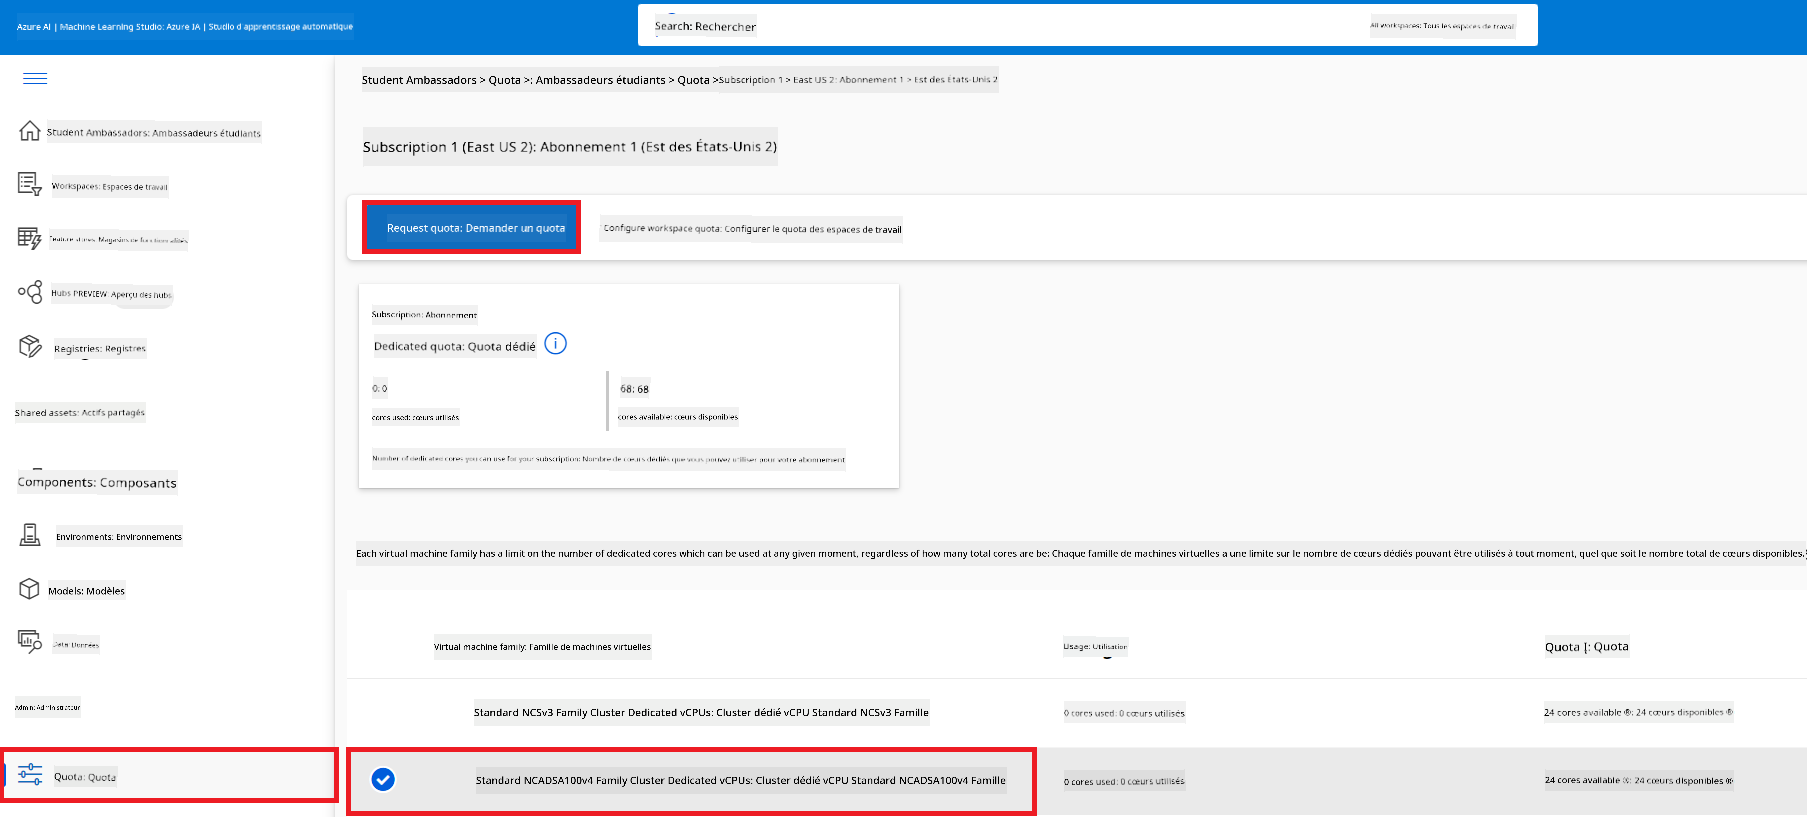 Azure AI | Machine Learning Studio: Azure IA | Studio d'apprentissage automatique
Search: Rechercher
All workspaces: Tous les espaces de travail
Student Ambassadors > Quota >: Ambassadeurs étudiants > Quota >Subscription 1 > East US 2: Abonnement 1 > Est des États-Unis 2
Student Ambassadors: Ambassadeurs étudiants
Subscription 1 (East US 2): Abonnement 1 (Est des États-Unis 2)
Workspaces: Espaces de travail
Request quota: Demander un quota
Configure workspace quota: Configurer le quota des espaces de travail
Feature stores: Magasins de fonctionnalités
Hubs PREVIEW: Aperçu des hubs
Subscription: Abonnement
Registries: Registres
Dedicated quota: Quota dédié
0: 0
68: 68
Shared assets: Actifs partagés
cores used: cœurs utilisés
cores available: cœurs disponibles
Number of dedicated cores you can use for your subscription: Nombre de cœurs dédiés que vous pouvez utiliser pour votre abonnement
Components: Composants
Environments: Environnements
Each virtual machine family has a limit on the number of dedicated cores which can be used at any given moment, regardless of how many total cores are be: Chaque famille de machines virtuelles a une limite sur le nombre de cœurs dédiés pouvant être utilisés à tout moment, quel que soit le nombre total de cœurs disponibles.
Models: Modèles
Data: Données
Virtual machine family: Famille de machines virtuelles
Usage: Utilisation
Quota [: Quota
Admin: Administrateur
Standard NCSv3 Family Cluster Dedicated vCPUs: Cluster dédié vCPU Standard NCSv3 Famille
0 cores used: 0 cœurs utilisés
24 cores available ®: 24 cœurs disponibles ®
Quota: Quota
Standard NCADSA100v4 Family Cluster Dedicated vCPUs: Cluster dédié vCPU Standard NCADSA100v4 Famille
0 cores used: 0 cœurs utilisés
24 cores available ®: 24 cœurs disponibles ®